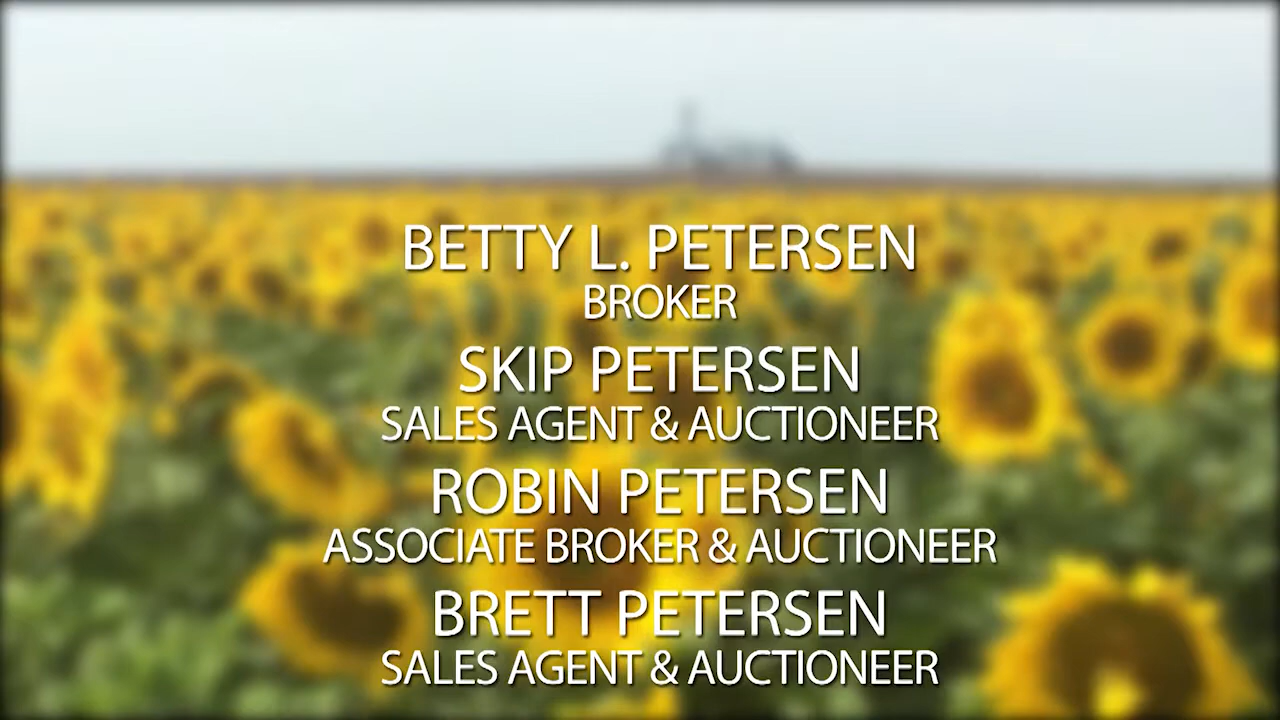 BETTY L. PETERSEN
BROKER
SKIP PETERSEN
SALES AGENT & AUCTIONEER
ROBIN PETERSEN
ASSOCIATE BROKER & AUCTIONEER
BRETT PETERSEN
SALES AGENT & AUCTIONEER